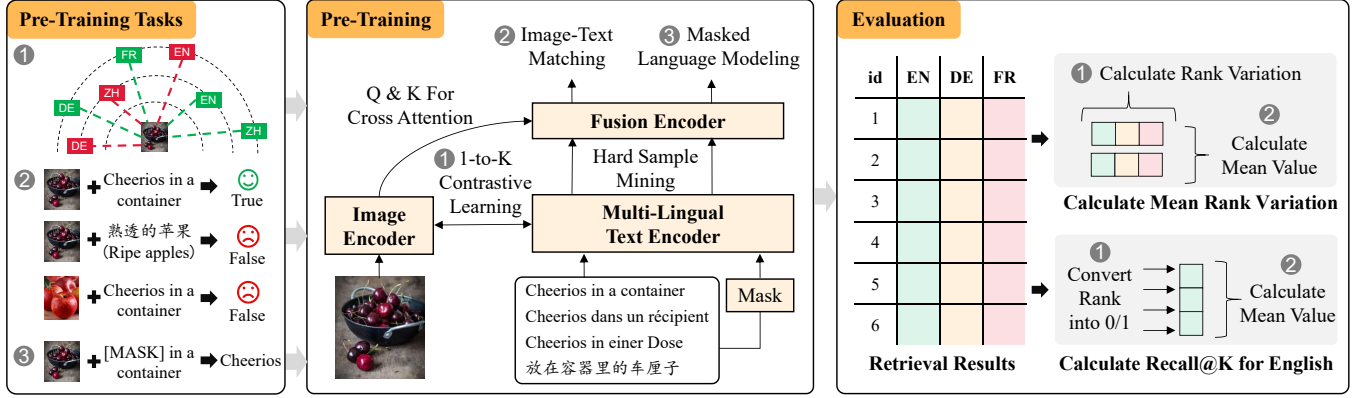 Pre-Training Tasks
1
FR
EN
ZH
EN
DE
ZH
DE
2
Cheerios in a
container
True
熟透的苹果
(Ripe apples)
False
Cheerios in a
container
False
3
[MASK] in a
container
Cheerios
Pre-Training
2 Image-Text
Matching
3 Masked
Language Modeling
Q & K For
Cross Attention
Fusion Encoder
1 1-to-K
Contrastive
Learning
Hard Sample
Mining
Image
Encoder
Multi-Lingual
Text Encoder
Cheerios in a container
Cheerios dans un récipient
Cheerios in einer Dose
放在容器里的车厘子
Mask
Evaluation
id EN DE FR
1
2
3
4
5
6
Retrieval Results
1 Calculate Rank Variation
2
Calculate
Mean Value
Calculate Mean Rank Variation
1
Convert
Rank
into 0/1
2
Calculate
Mean Value
Calculate Recall@K for English